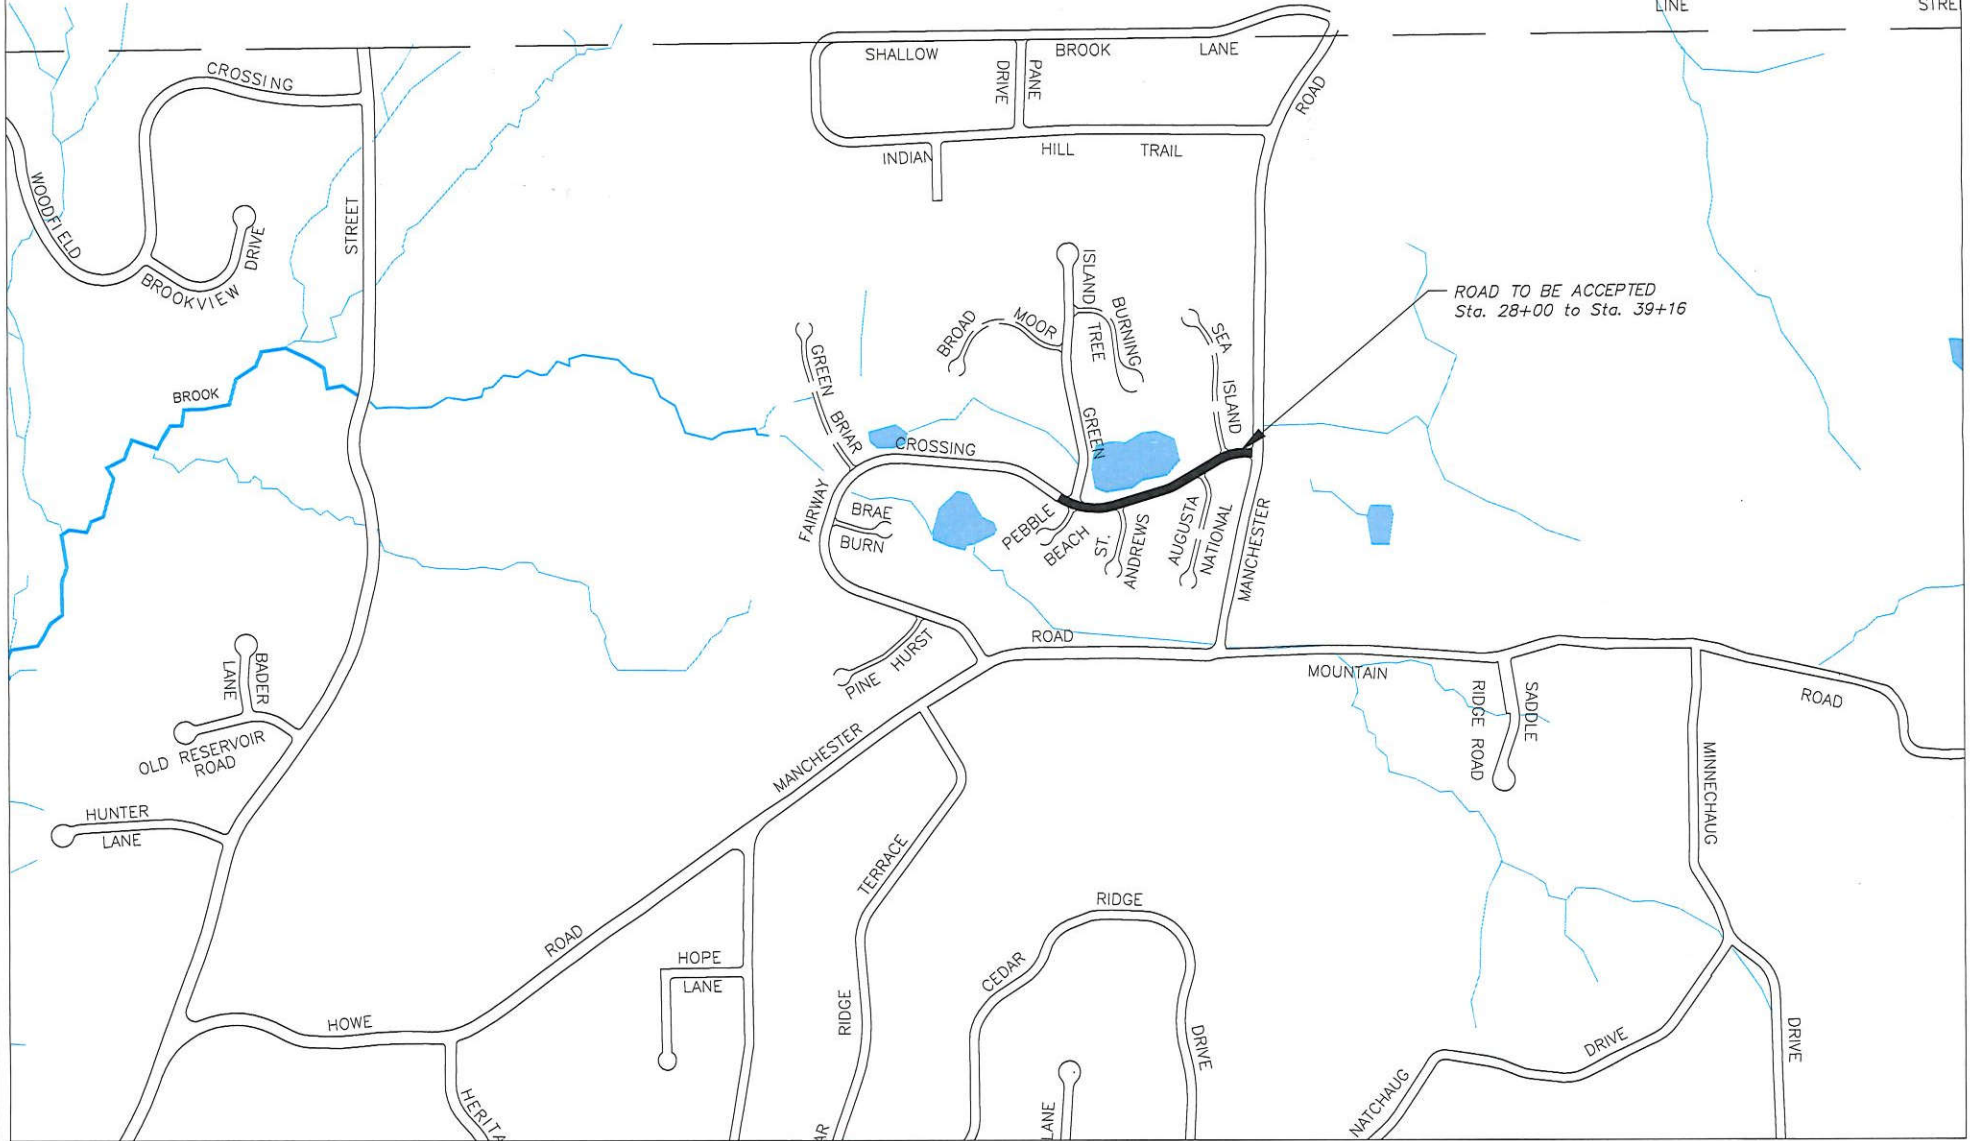 LINE
STRE
SHALLOW BROOK LANE
CROSSING
DRIVE
PANE
ROAD
INDIAN HILL TRAIL
WOODFIELD
STREET
DRIVE
BROOKVIEW
ISLAND
GREEN
BURNING
TREE
BROAD
MOOR
SEA
ISLAND
ROAD TO BE ACCEPTED
Sta. 28+00 to Sta. 39+16
GREEN
BRIAR
BROOK
CROSSING
FAIRWAY
BRAE
BURN
PEBBLE
BEACH
ST.
ANDREWS
AUGUSTA
NATIONAL
MANCHESTER
ROAD
PINE
HURST
MOUNTAIN
ROAD
SADDLE
RIDGE ROAD
BADER
LANE
OLD RESERVOIR
ROAD
MANCHESTER
MINNECHAUG
HUNTER
LANE
TERRACE
RIDGE
ROAD
HOPE
LANE
CEDAR
RIDGE
HOWE
DRIVE
DRIVE
DRIVE
HERITA
AR
LANE
NATCHAUG